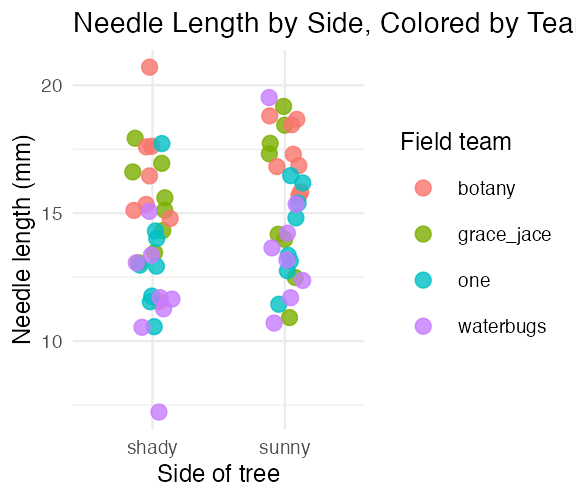 Needle Length by Side, Colored by Tea
Needle length (mm)
20
15
10
shady
sunny
Side of tree
Field team
botany
grace_jace
one
waterbugs